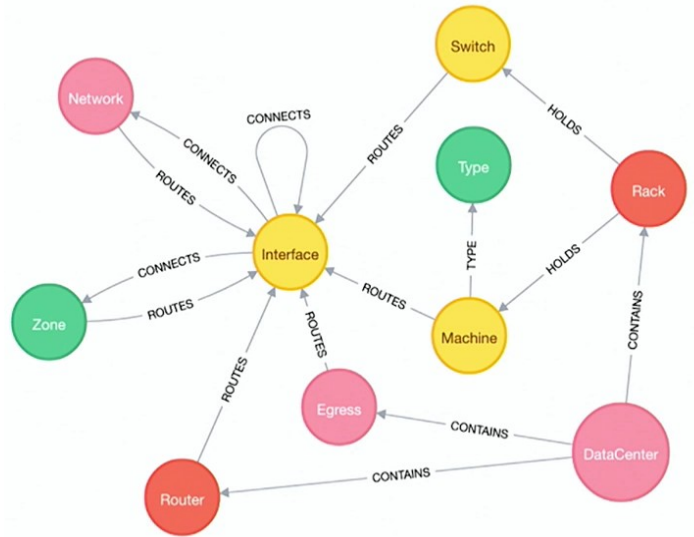 Switch
Network
CONNECTS
HOLDS
ROUTES
CONNECTS
Type
ROUTES
Rack
Interface
TYPE
HOLDS
CONNECTS
ROUTES
ROUTES
Zone
ROUTES
Machine
CONTAINS
ROUTES
Egress
CONTAINS
DataCenter
CONTAINS
Router